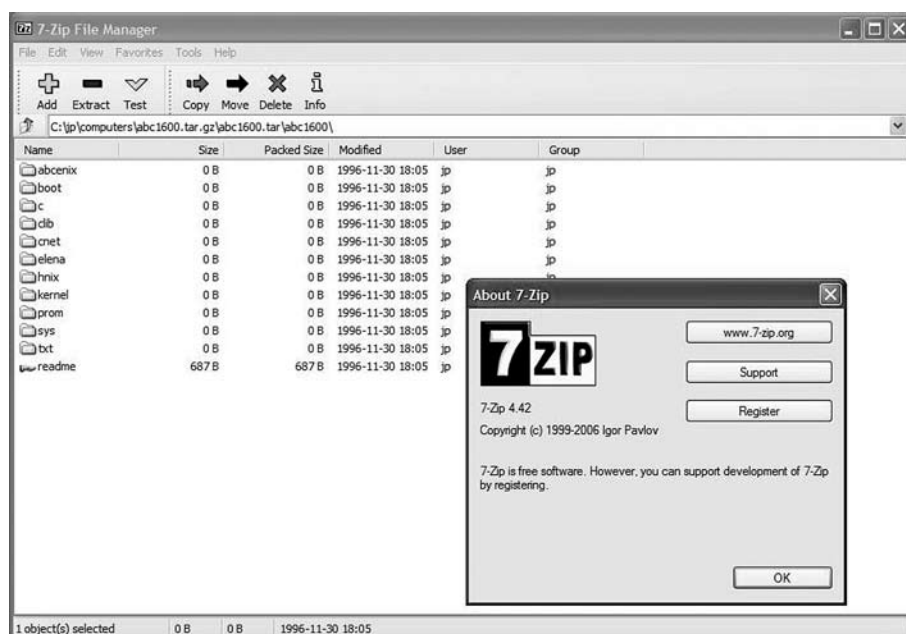 7-Zip File Manager
File Edit View Favorites Tools Help
Add Extract Test Copy Move Delete Info
C:\jp\computers\abc1600.tar.gz\abc1600.tar\abc1600\
Name Size Packed Size Modified User Group
abcenix 0 B 0 B 1996-11-30 18:05 jp jp
boot 0 B 0 B 1996-11-30 18:05 jp jp
c 0 B 0 B 1996-11-30 18:05 jp jp
clib 0 B 0 B 1996-11-30 18:05 jp jp
cnet 0 B 0 B 1996-11-30 18:05 jp jp
elena 0 B 0 B 1996-11-30 18:05 jp jp
hnix 0 B 0 B 1996-11-30 18:05 jp jp
kernel 0 B 0 B 1996-11-30 18:05 jp
prom 0 B 0 B 1996-11-30 18:05 jp
sys 0 B 0 B 1996-11-30 18:05 jp
txt 0 B 0 B 1996-11-30 18:05 jp
readme 687 B 687 B 1996-11-30 18:05 jp
About 7-Zip
7 ZIP
www.7-zip.org
Support
Register
7-Zip 4.42
Copyright (c) 1999-2006 Igor Pavlov
7-Zip is free software. However, you can support development of 7-Zip
by registering.
OK
1 object(s) selected 0 B 0 B 1996-11-30 18:05